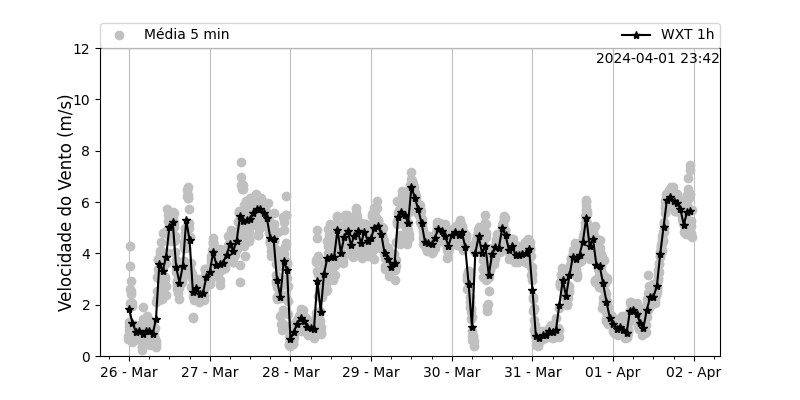 Média 5 min
WXT 1h
2024-04-01 23:42
Velocidade do Vento (m/s)
12
10
8
6
4
2
0
26 - Mar
27 - Mar
28 - Mar
29 - Mar
30 - Mar
31 - Mar
01 - Apr
02 - Apr